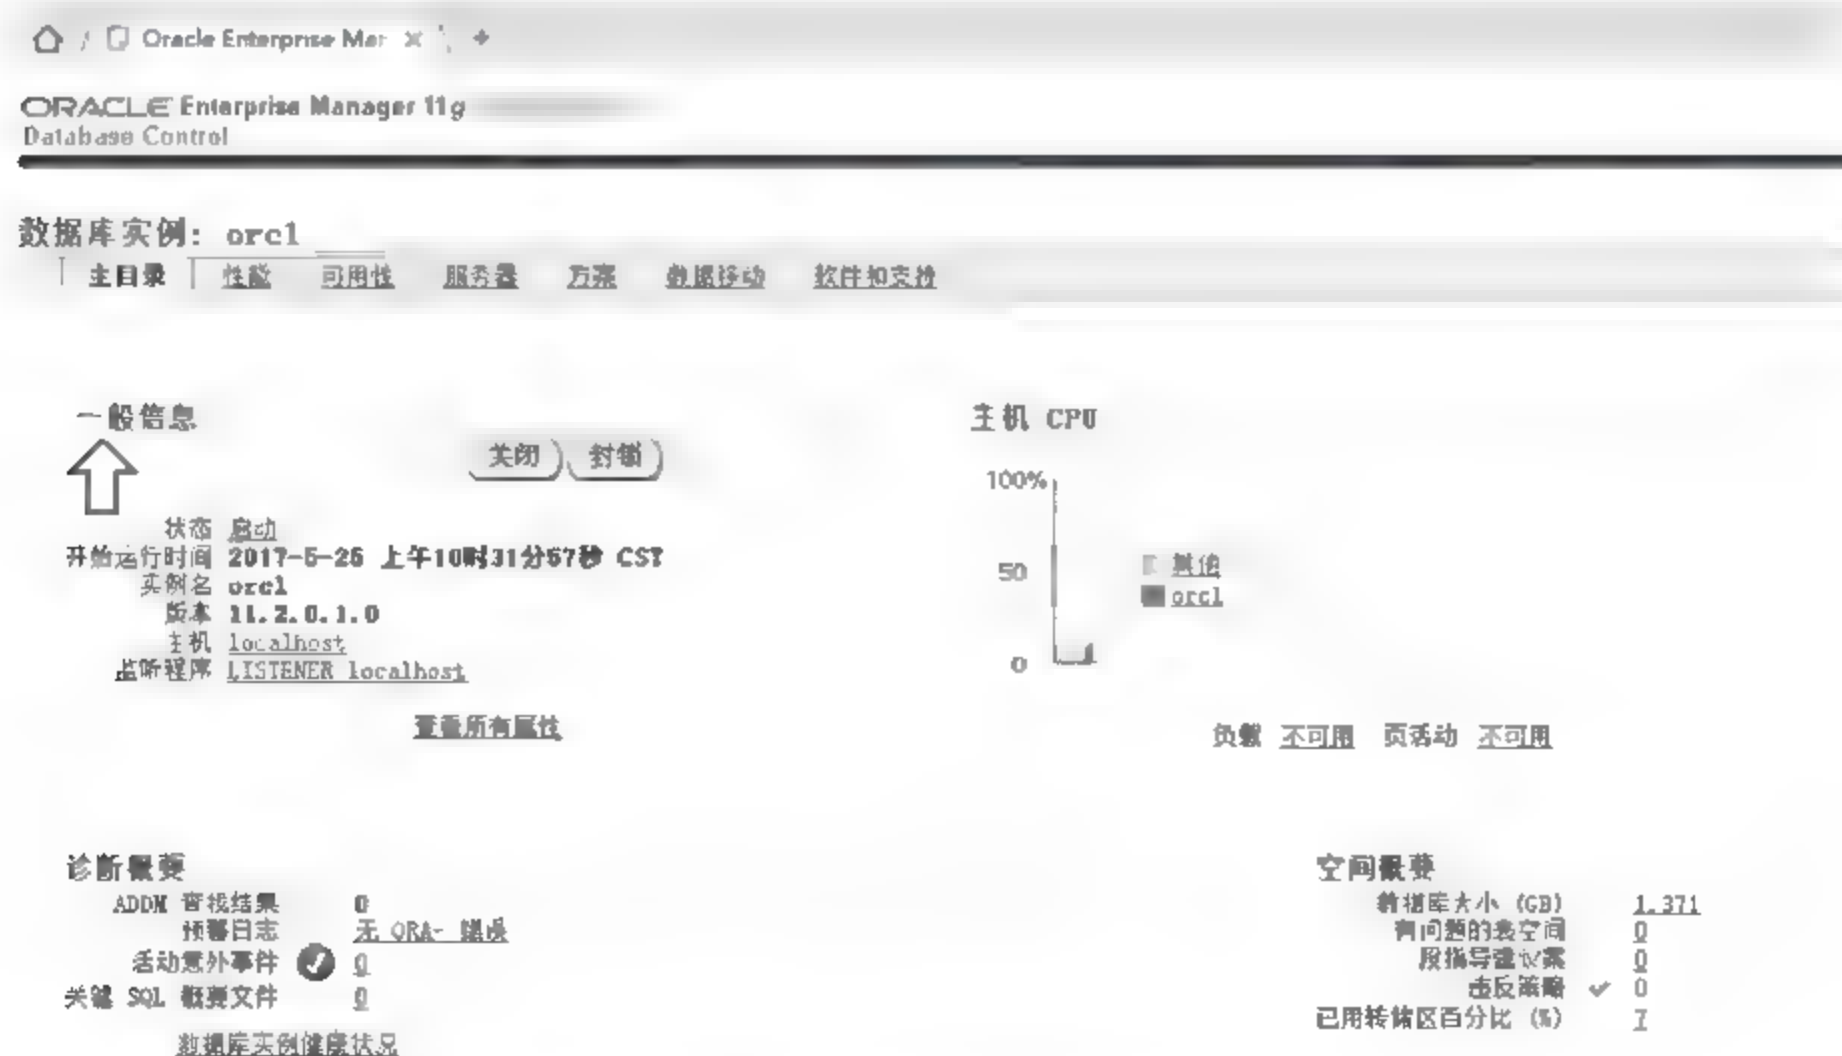 Oracle Enterprise Mar
ORACLE Enterprise Manager 11g
Database Control
数据库实例: orcl
主目录 性能 可用性 服务器 方案 数据移动 软件和支持
一般信息
关闭 封锁
状态 启动
开始运行时间 2017-5-25 上午10时31分57秒 CST
实例名 orcl
版本 11.2.0.1.0
主机 localhost
监听程序 LISTENER_localhost
查看所有属性
主机 CPU
100%
50
0
其他
orcl
负载 不可用 页活动 不可用
诊断概要
ADDM 查找结果 0
预警日志 无 ORA- 错误
活动意外事件 0
关键 SQL 概要文件 0
数据库实例健康状况
空间概要
数据库大小 (GB) 1.371
有问题的表空间 0
段指导建议案 0
违反策略 0
已用转储区百分比 (%) 7